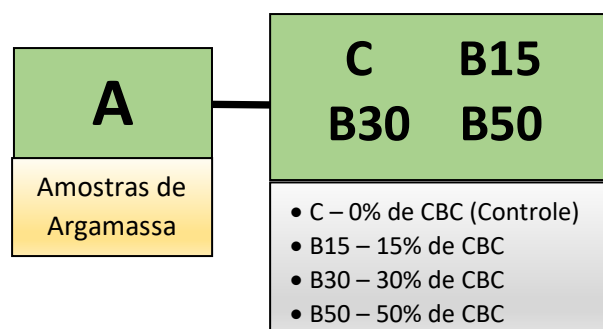 A
Amostras de
Argamassa
C B15
B30 B50
• C – 0% de CBC (Controle)
• B15 – 15% de CBC
• B30 – 30% de CBC
• B50 – 50% de CBC